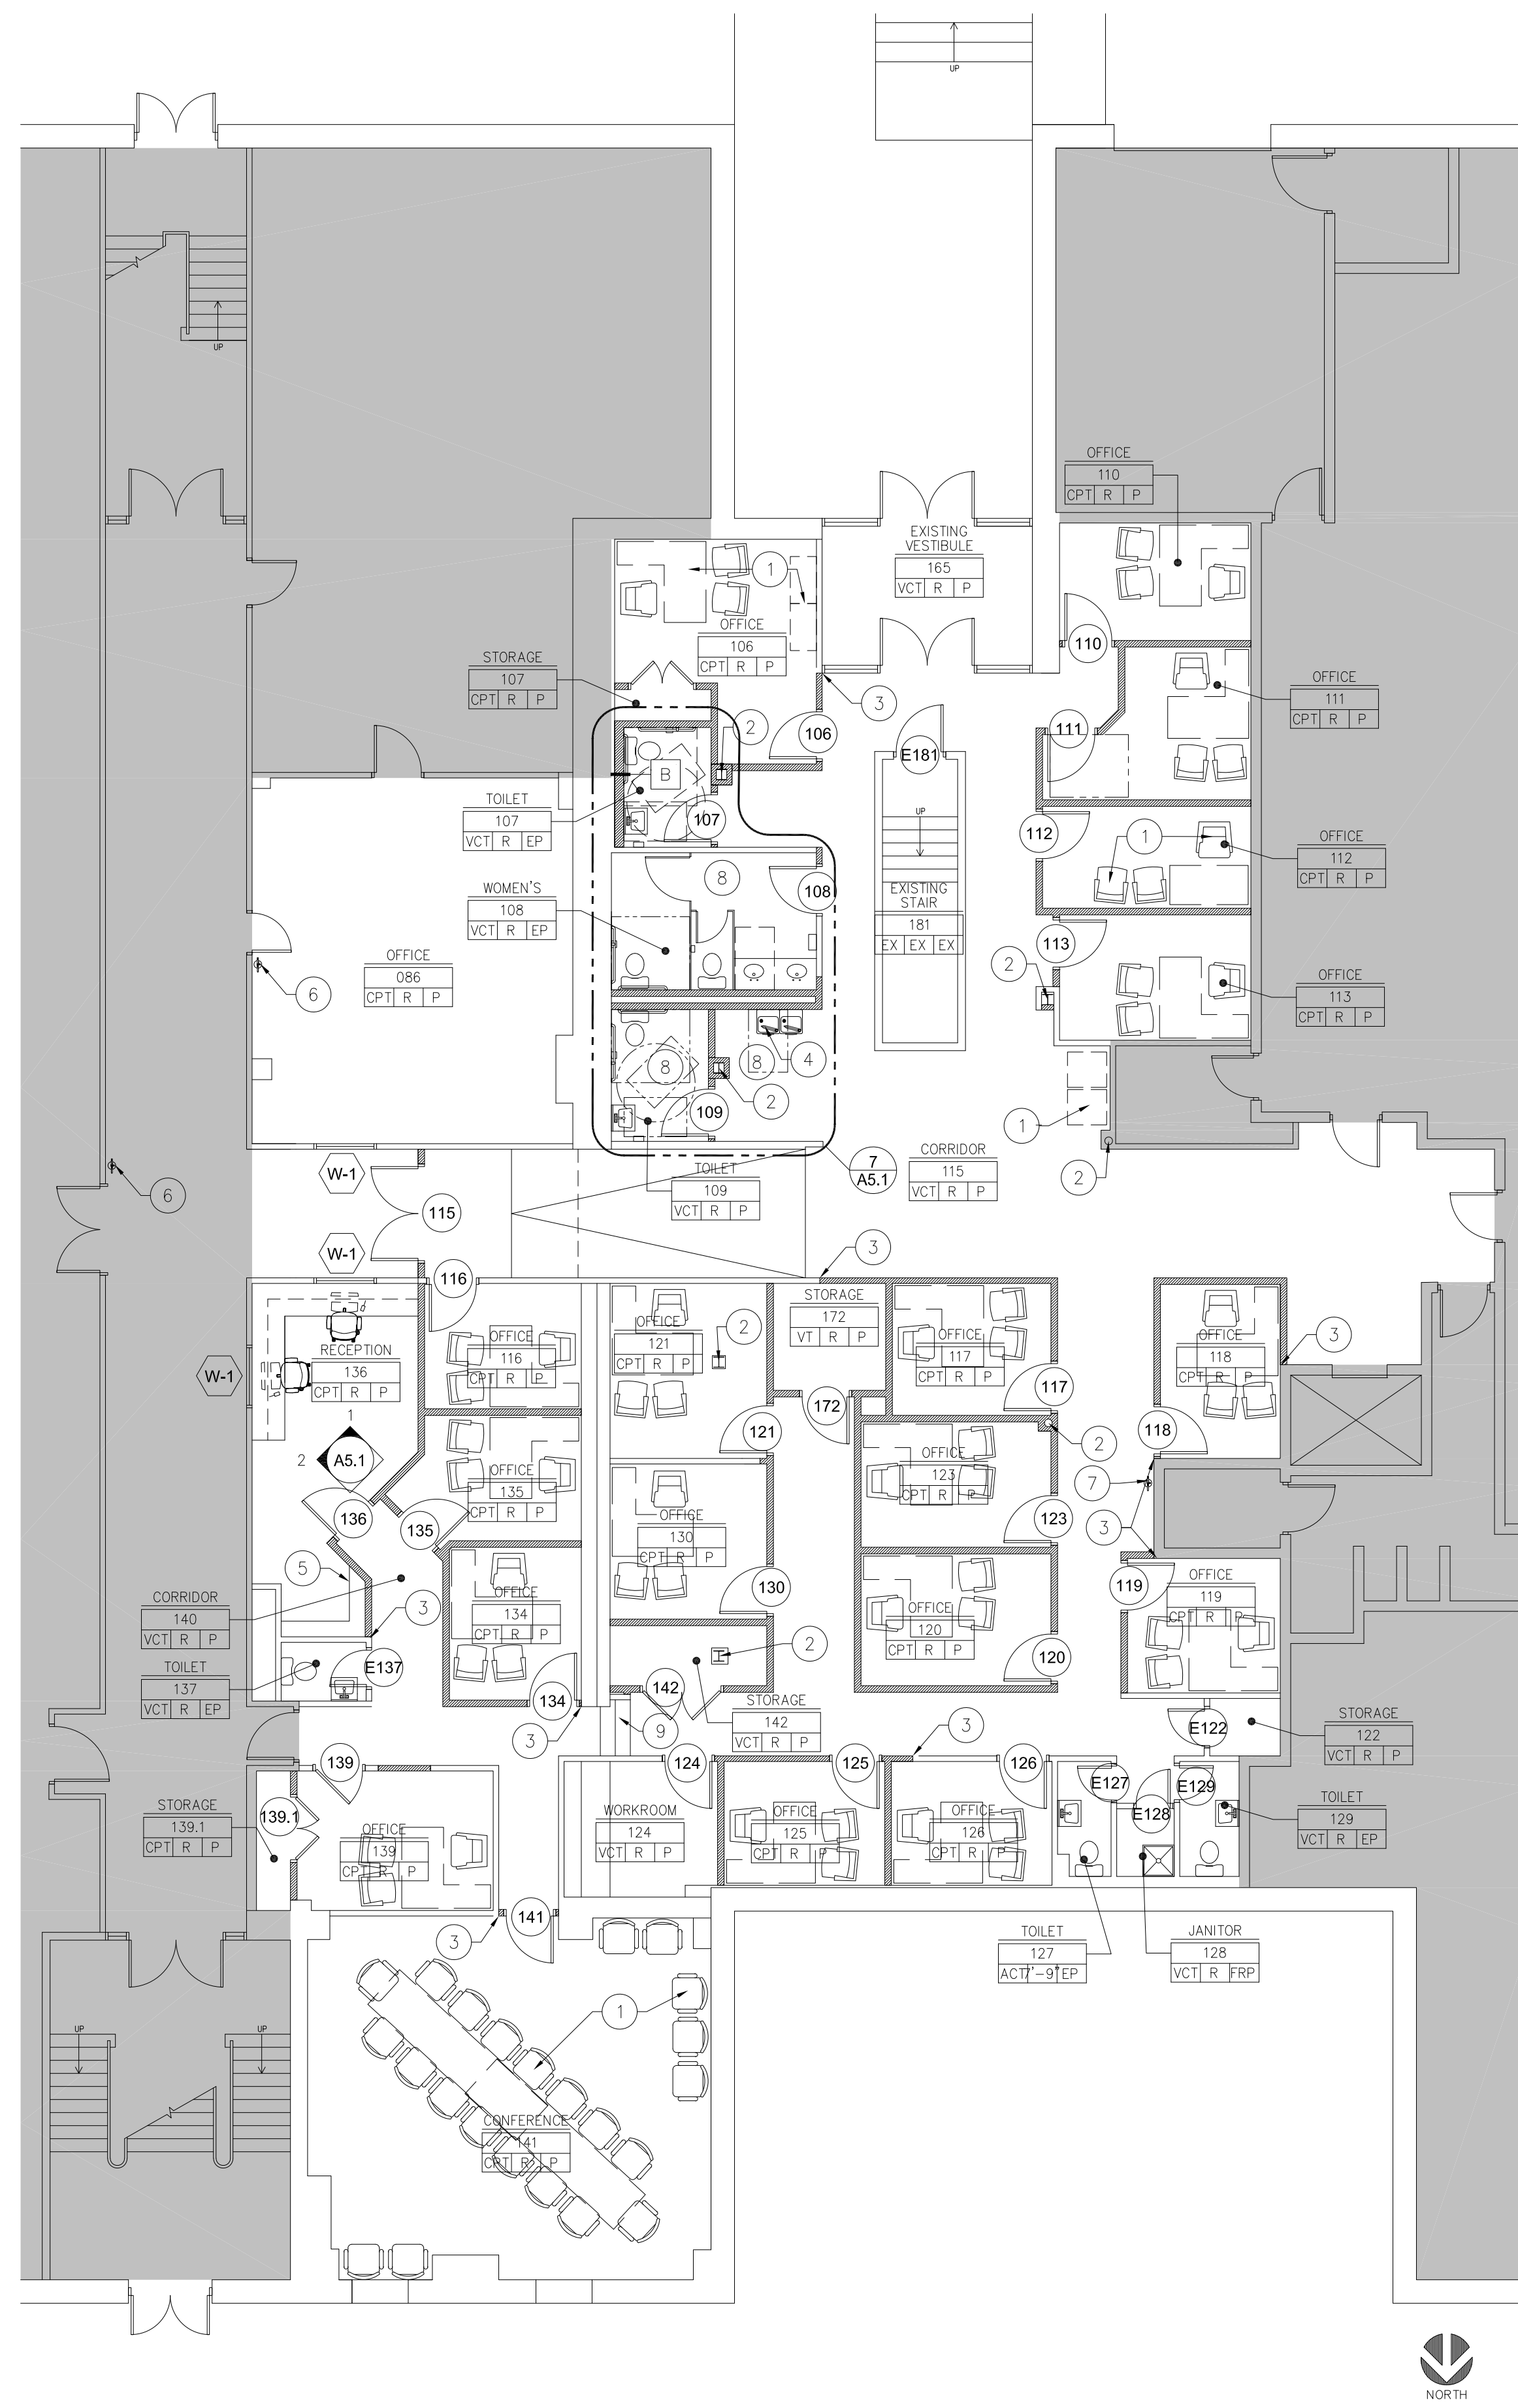 UP
UP
OFFICE
110
CPT R P
EXISTING
VESTIBULE
165
VCT R P
1
OFFICE
106
CPT R P
110
STORAGE
107
CPT R P
3
OFFICE
111
CPT R P
2
106
111
E181
B
TOILET
107
VCT R EP
107
UP
112
1
OFFICE
112
CPT R P
8
108
WOMEN'S
108
VCT R EP
EXISTING
STAIR
181
EX EX EX
113
2
OFFICE
086
CPT R P
6
OFFICE
113
CPT R P
8
8
4
2
109
1
7
A5.1
CORRIDOR
115
VCT R P
2
W-1
TOILET
109
VCT R P
6
115
W-1
3
116
STORAGE
172
VT R P
OFFICE
121
CPT R P
2
OFFICE
116
CPT R P
OFFICE
117
CPT R P
OFFICE
118
CPT R P
3
RECEPTION
136
CPT R P
W-1
117
172
1
2
A5.1
121
118
2
OFFICE
135
CPT R P
OFFICE
123
CPT R P
7
136
135
OFFICE
130
CPT R P
123
3
5
130
119
OFFICE
119
CPT R P
CORRIDOR
140
VCT R P
3
OFFICE
134
CPT R P
OFFICE
120
CPT R P
2
120
TOILET
137
VCT R EP
E137
134
142
STORAGE
142
VCT R P
3
9
3
E122
STORAGE
122
VCT R P
139
124
125
126
E127
E128
E129
STORAGE
139.1
CPT R P
139.1
OFFICE
139
CPT R P
WORKROOM
124
VCT R P
OFFICE
125
CPT R P
OFFICE
126
CPT R P
TOILET
129
VCT R EP
3
141
TOILET
127
ACT 7'-9" EP
JANITOR
128
VCT R FRP
1
UP
UP
CONFERENCE
141
CPT R P
NORTH